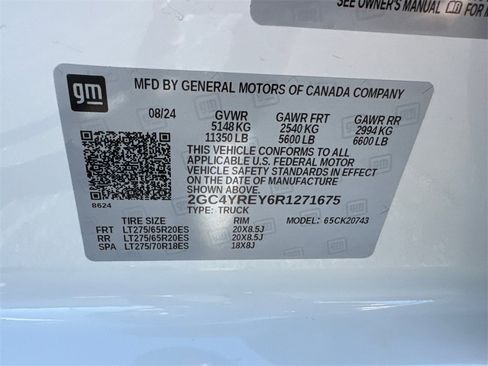 SEE OWNER'S MANUAL
gm
MFD BY GENERAL MOTORS OF CANADA COMPANY
08/24 GVWR GAWR FRT GAWR RR
5148 KG 2540 KG 2994 KG
11350 LB 5600 LB 6600 LB
THIS VEHICLE CONFORMS TO ALL
APPLICABLE U.S. FEDERAL MOTOR
VEHICLE SAFETY STANDARDS IN EFFECT
ON THE DATE OF MANUFACTURE SHOWN ABOVE.
2GC4YREY6R1271675
8624 TYPE: TRUCK MODEL: 65CK20743
TIRE SIZE RIM
FRT LT275/65R20ES 20X8.5J
RR LT275/65R20ES 20X8.5J
SPA LT275/70R18ES 18X8J